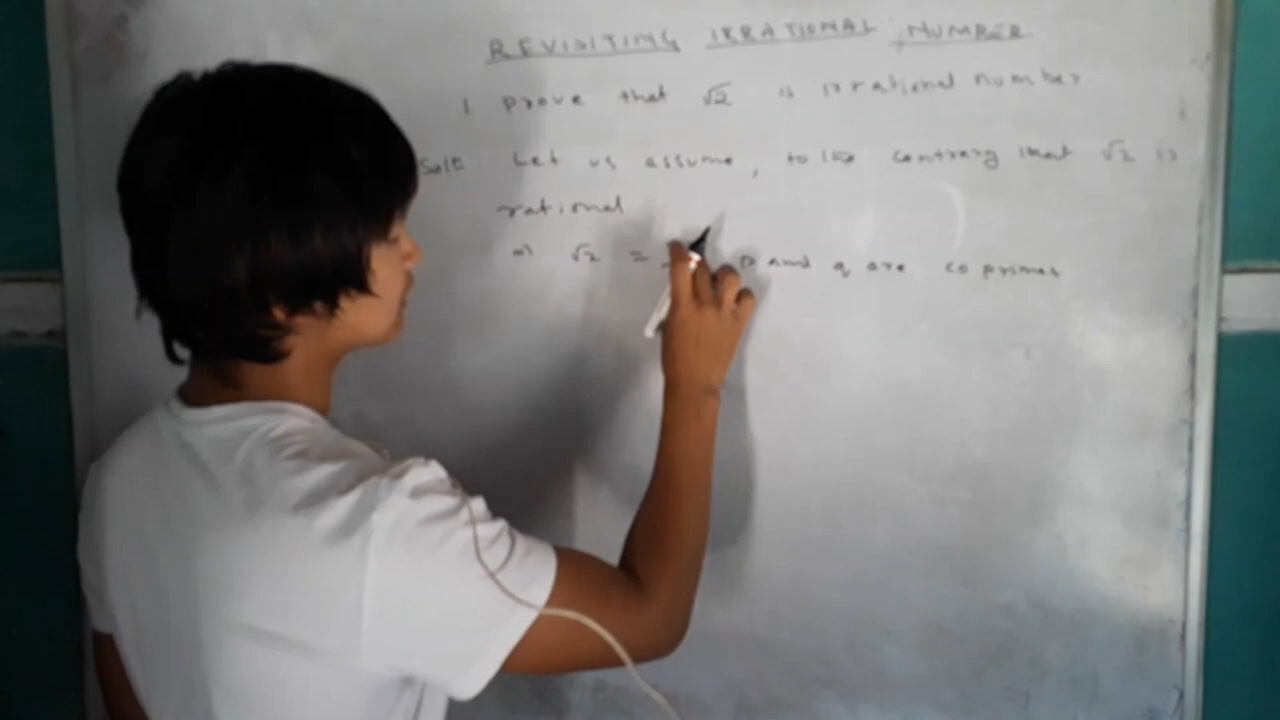 REVISITING IRRATIONAL NUMBER
1 prove that √2 is irrational number
Soln Let us assume, to the contrary that √2 is
rational
√2 = p and q are co primes